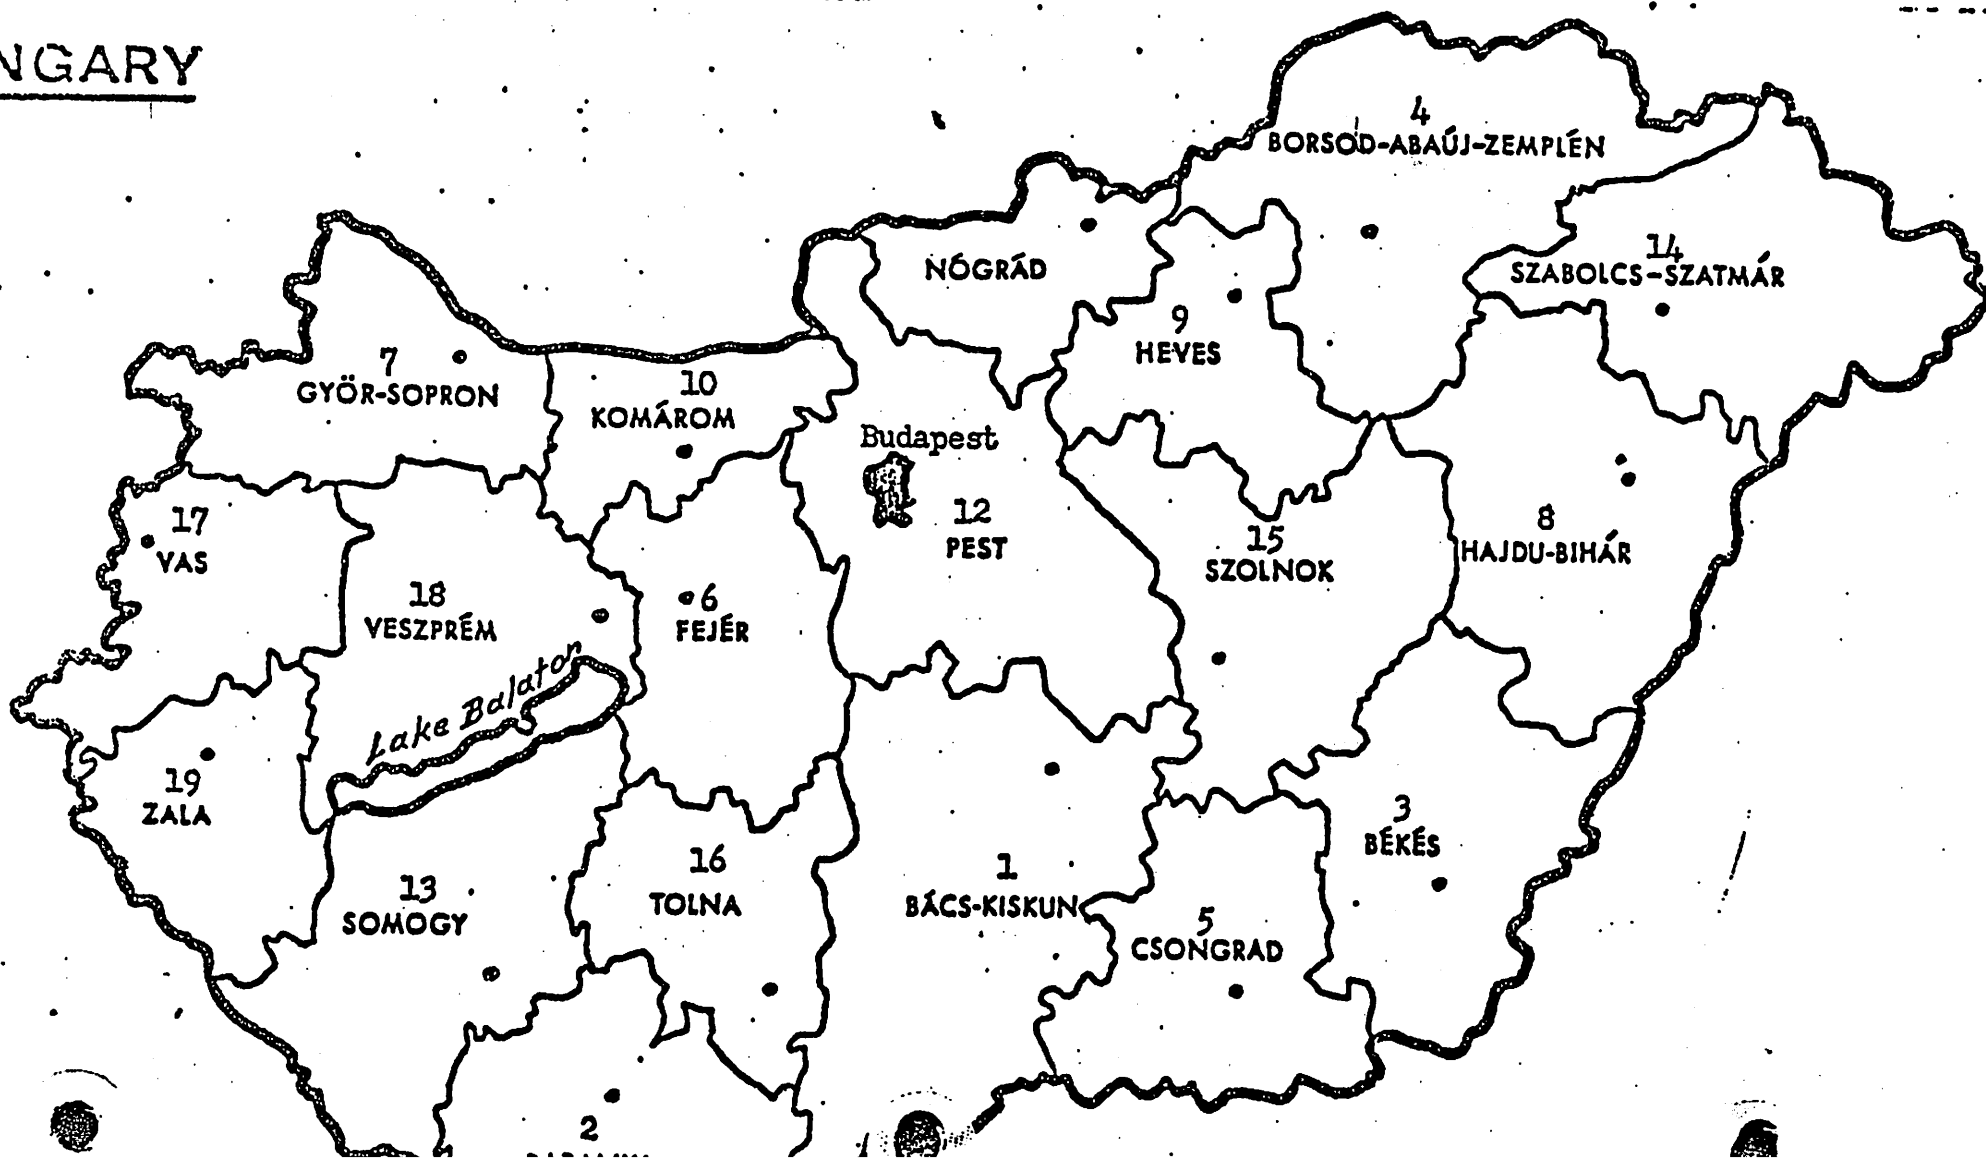 NGARY
4
BORSOD-ABAÚJ-ZEMPLÉN
NÓGRÁD
14
SZABOLCS-SZATMÁR
9
HEVES
7
GYÖR-SOPRON
10
KOMÁROM
Budapest
12
PEST
17
VAS
8
HAJDU-BIHÁR
15
SZOLNOK
18
VESZPRÉM
6
FEJÉR
Lake Balaton
19
ZALA
3
BÉKÉS
16
TOLNA
1
BÁCS-KISKUN
13
SOMOGY
5
CSONGRAD
2